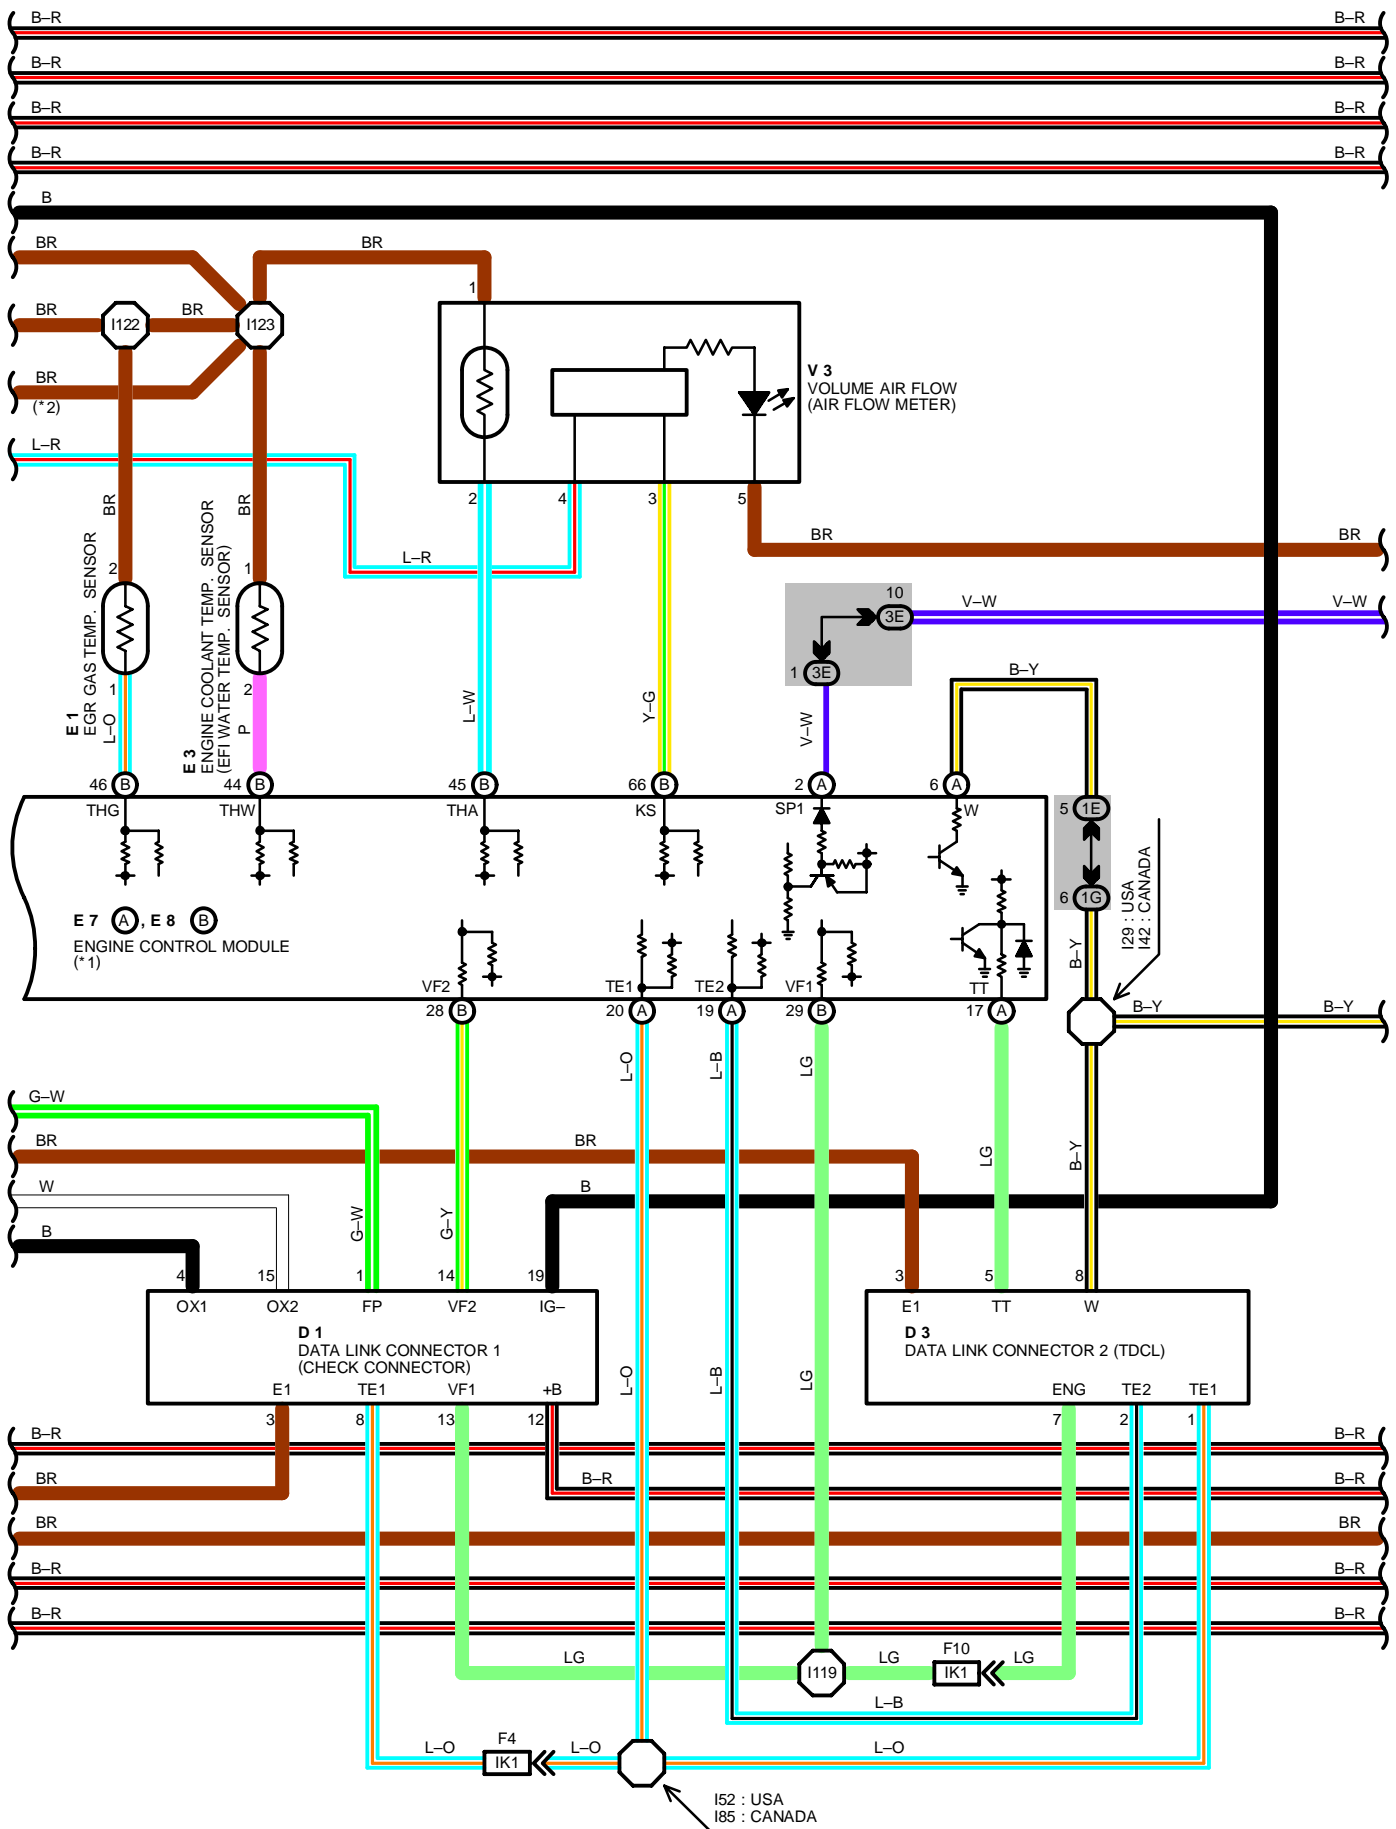 B–R B–R
B–R B–R
B–R B–R
B–R B–R
B
BR BR
1
BR BR
I122 I123
V 3
VOLUME AIR FLOW
(AIR FLOW METER)
BR
(*2)
L–R
2 4 3 5
BR BR
L–R
BR BR
2 1
E 1
EGR GAS TEMP. SENSOR
E 3
ENGINE COOLANT TEMP. SENSOR
(EFI WATER TEMP. SENSOR)
10
3E
V–W V–W
1 3E
B–Y
1 2
L–O P L–W Y–G V–W
46 B 44 B 45 B 66 B 2 A 6 A
THG THW THA KS SP1 W
5 1E
6 1G
I29 : USA
I42 : CANADA
E 7 A , E 8 B
ENGINE CONTROL MODULE
(*1)
B–Y
VF2 TE1 TE2 VF1 TT
28 B 20 A 19 A 29 B 17 A
B–Y B–Y
L–O L–B LG
G–W
BR BR
LG B–Y
W B
G–W G–Y
B
4 15 1 14 19 3 5 8
OX1 OX2 FP VF2 IG– E1 TT W
D 1
DATA LINK CONNECTOR 1
(CHECK CONNECTOR)
D 3
DATA LINK CONNECTOR 2 (TDCL)
L–O L–B LG
E1 TE1 VF1 +B ENG TE2 TE1
3 8 13 12 7 2 1
B–R B–R
BR B–R B–R
BR BR
B–R B–R
B–R B–R
LG I119 LG F10 LG
IK1
L–B
L–O F4 L–O L–O
IK1
I52 : USA
I85 : CANADA